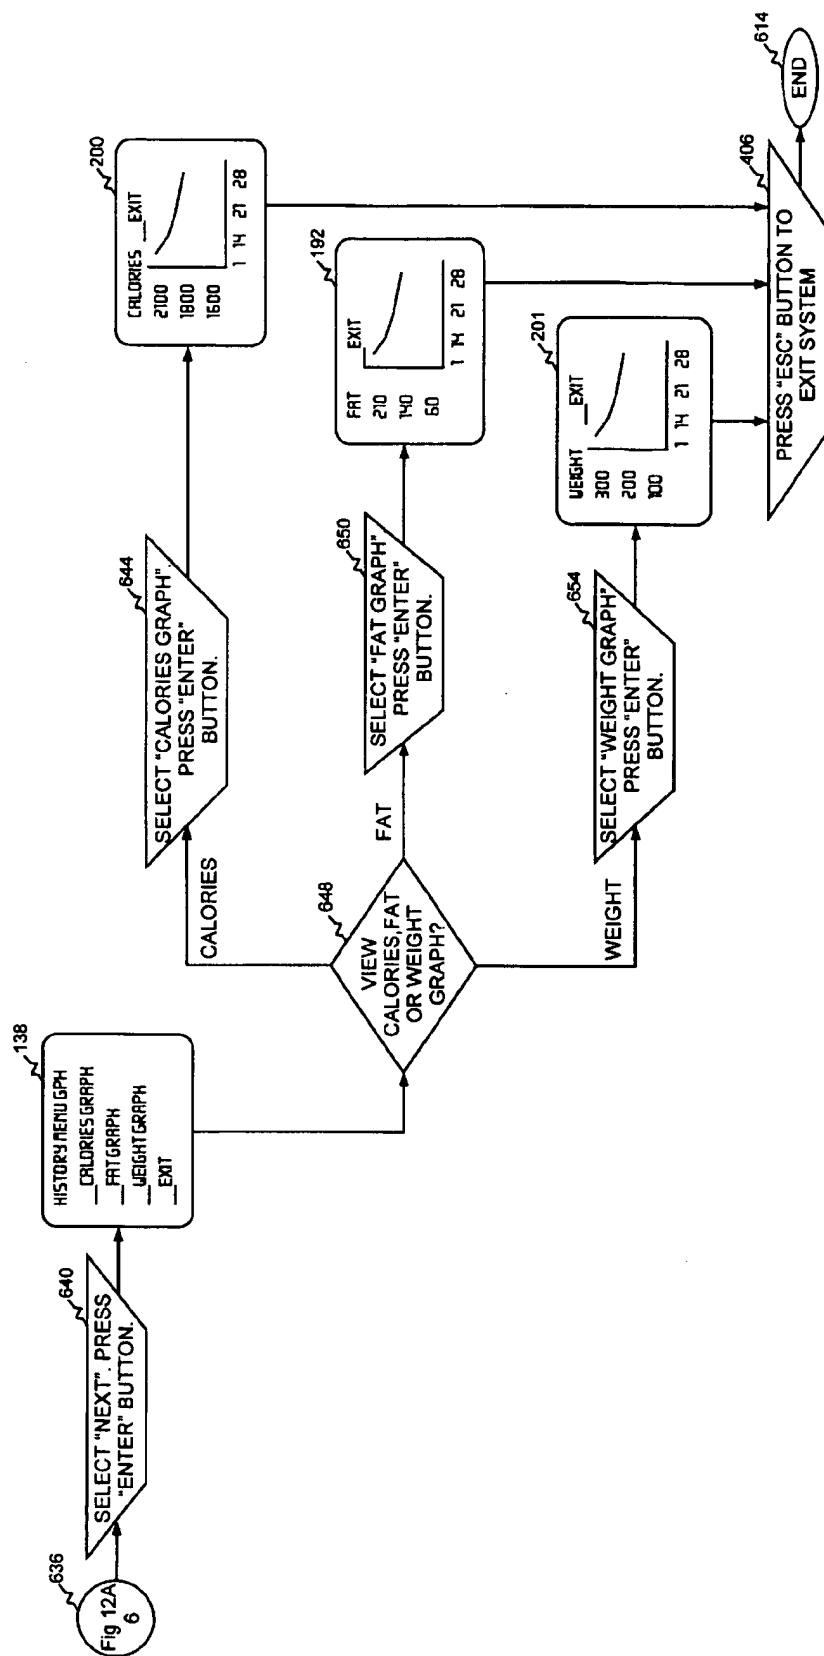 636
Fig 12A
6
640
SELECT "NEXT". PRESS
"ENTER" BUTTON.
138
HISTORY MENU GPH
__CALORIES GRAPH
__FAT GRAPH
__WEIGHT GRAPH
__EXIT
648
VIEW
CALORIES,FAT
OR WEIGHT
GRAPH?
CALORIES
644
SELECT "CALORIES GRAPH".
PRESS "ENTER"
BUTTON.
200
CALORIES __EXIT
2100
1800
1600
1 14 21 28
FAT
650
SELECT "FAT GRAPH"
PRESS "ENTER"
BUTTON.
192
FAT __EXIT
210
140
60
1 14 21 28
WEIGHT
654
SELECT "WEIGHT GRAPH"
PRESS "ENTER"
BUTTON.
201
WEIGHT __EXIT
300
200
100
1 14 21 28
406
PRESS "ESC" BUTTON TO
EXIT SYSTEM
614
END